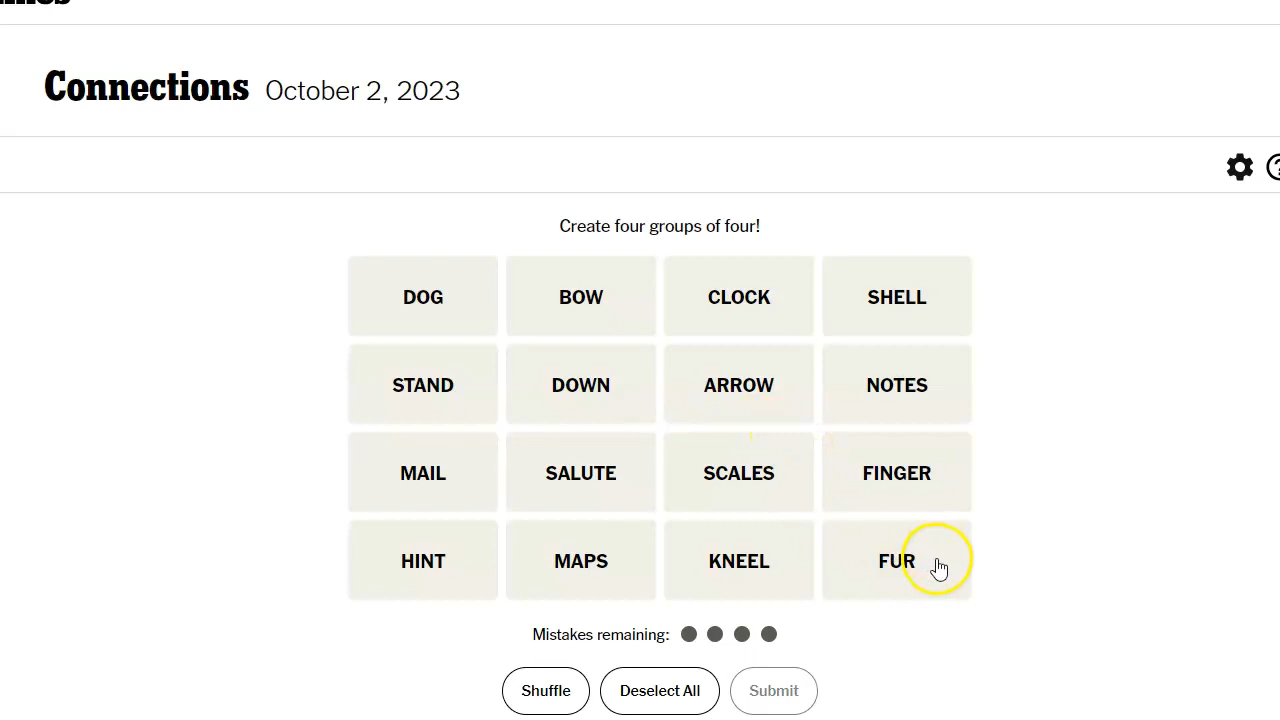 Connections October 2, 2023
Create four groups of four!
DOG BOW CLOCK SHELL
STAND DOWN ARROW NOTES
MAIL SALUTE SCALES FINGER
HINT MAPS KNEEL FUR
Mistakes remaining:
Shuffle Deselect All Submit